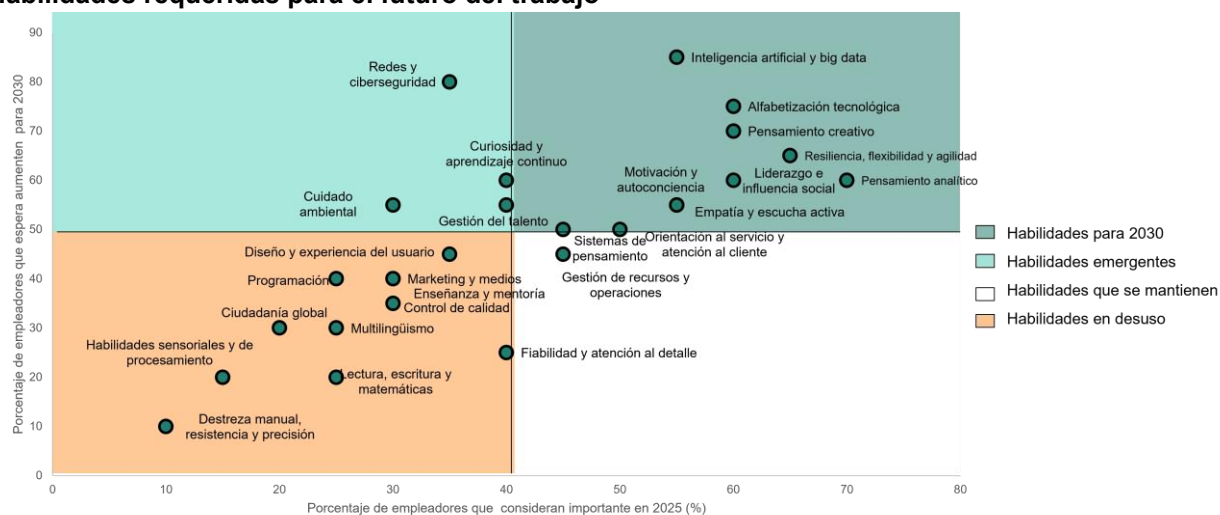 Habilidades requeridas para el futuro del trabajo
Porcentaje de empleadores que espera aumenten para 2030
90
80
70
60
50
40
30
20
10
0
Redes y
ciberseguridad
Inteligencia artificial y big data
Alfabetización tecnológica
Pensamiento creativo
Curiosidad y
aprendizaje continuo
Resiliencia, flexibilidad y agilidad
Motivación y
autoconciencia
Liderazgo e
influencia social
Pensamiento analítico
Cuidado
ambiental
Gestión del talento
Empatía y escucha activa
Sistemas de
pensamiento
Orientación al servicio y
atención al cliente
Diseño y experiencia del usuario
Gestión de recursos y
operaciones
Programación
Marketing y medios
Enseñanza y mentoría
Control de calidad
Ciudadanía global
Multilingüismo
Habilidades sensoriales y de
procesamiento
Fiabilidad y atención al detalle
Lectura, escritura y
matemáticas
Destreza manual,
resistencia y precisión
Habilidades para 2030
Habilidades emergentes
Habilidades que se mantienen
Habilidades en desuso
0 10 20 30 40 50 60 70 80
Porcentaje de empleadores que consideran importante en 2025 (%)